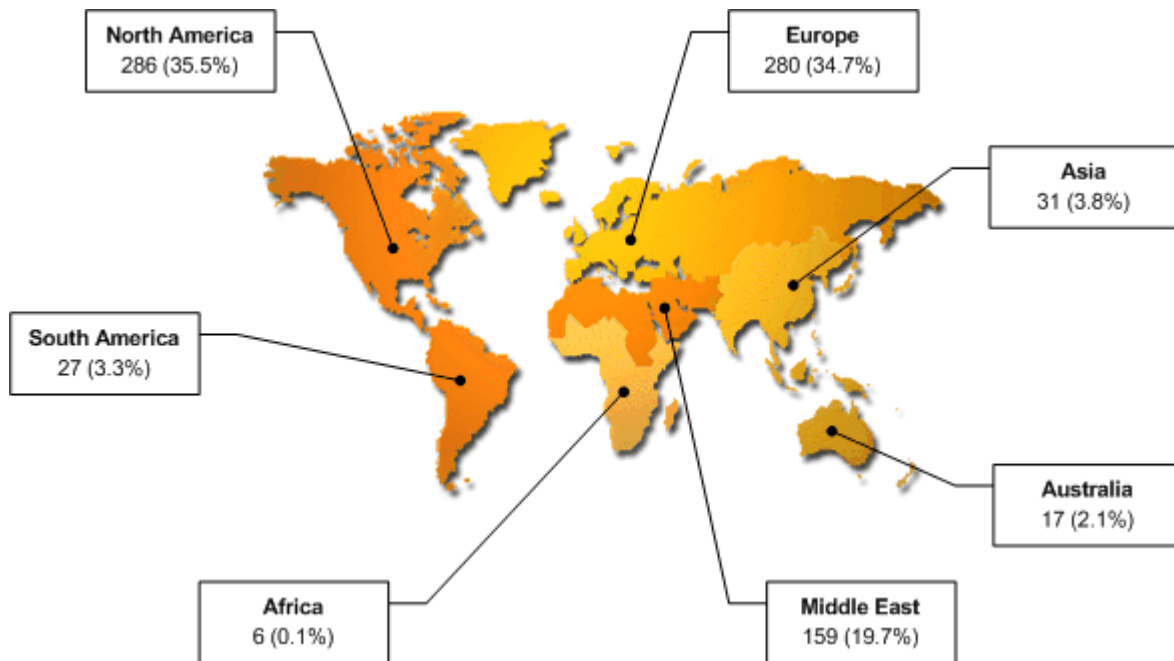 North America
286 (35.5%)
Europe
280 (34.7%)
Asia
31 (3.8%)
South America
27 (3.3%)
Australia
17 (2.1%)
Africa
6 (0.1%)
Middle East
159 (19.7%)